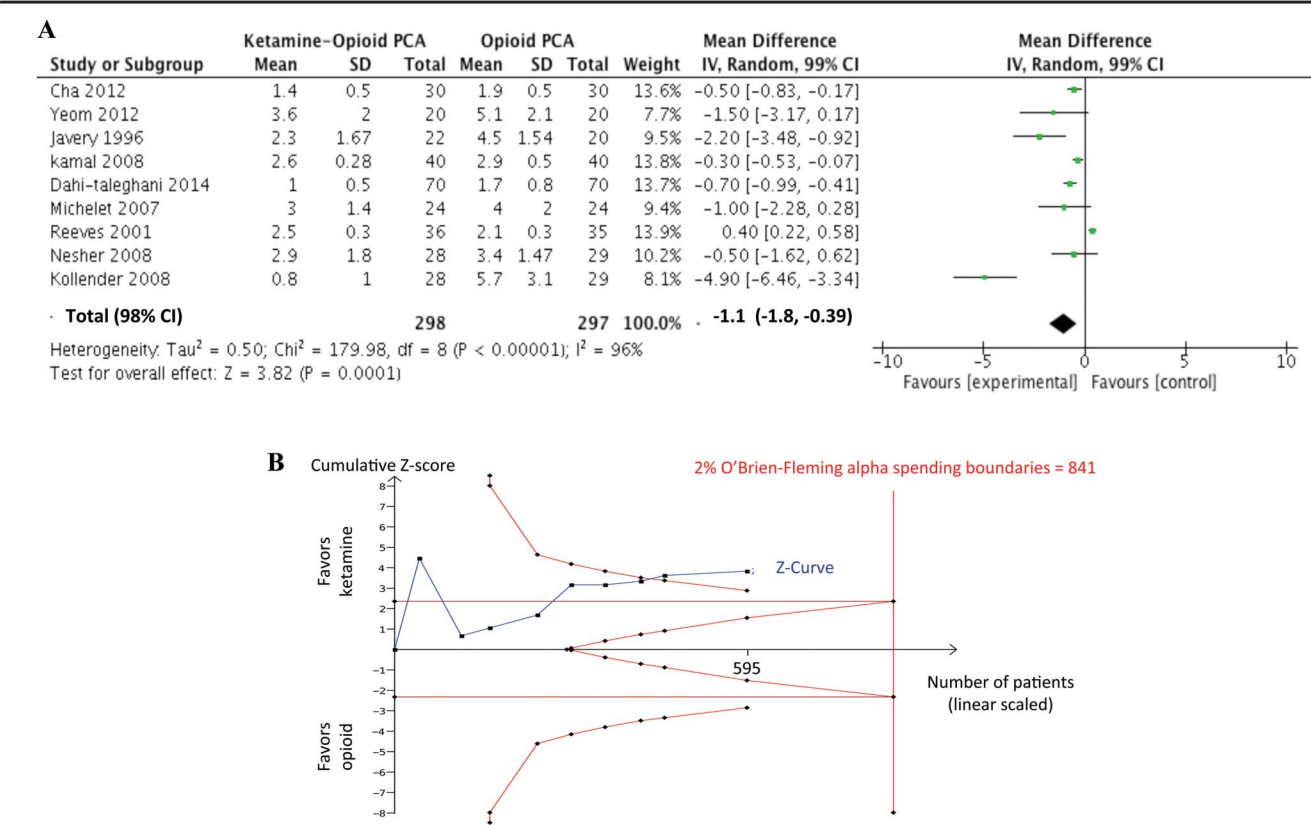 A
Ketamine-Opioid PCA Opioid PCA Mean Difference Mean Difference
Study or Subgroup Mean SD Total Mean SD Total Weight IV, Random, 99% CI IV, Random, 99% CI
Cha 2012 1.4 0.5 30 1.9 0.5 30 13.6% -0.50 [-0.83, -0.17]
Yeom 2012 3.6 2 20 5.1 2.1 20 7.7% -1.50 [-3.17, 0.17]
Javery 1996 2.3 1.67 22 4.5 1.54 20 9.5% -2.20 [-3.48, -0.92]
kamal 2008 2.6 0.28 40 2.9 0.5 40 13.8% -0.30 [-0.53, -0.07]
Dahi-taleghani 2014 1 0.5 70 1.7 0.8 70 13.7% -0.70 [-0.99, -0.41]
Michelet 2007 3 1.4 24 4 2 24 9.4% -1.00 [-2.28, 0.28]
Reeves 2001 2.5 0.3 36 2.1 0.3 35 13.9% 0.40 [0.22, 0.58]
Nesher 2008 2.9 1.8 28 3.4 1.47 29 10.2% -0.50 [-1.62, 0.62]
Kollender 2008 0.8 1 28 5.7 3.1 29 8.1% -4.90 [-6.46, -3.34]
Total (98% CI) 298 297 100.0% -1.1 (-1.8, -0.39)
Heterogeneity: Tau² = 0.50; Chi² = 179.98, df = 8 (P < 0.00001); I² = 96%
Test for overall effect: Z = 3.82 (P = 0.0001)
-10 -5 0 5 10
Favours [experimental] Favours [control]
B
Cumulative Z-score
2% O'Brien-Fleming alpha spending boundaries = 841
Favors
ketamine
8
7
6
5
4
3
2
1
Z-Curve
595
Number of patients
(linear scaled)
Favors
opioid
-1
-2
-3
-4
-5
-6
-7
-8